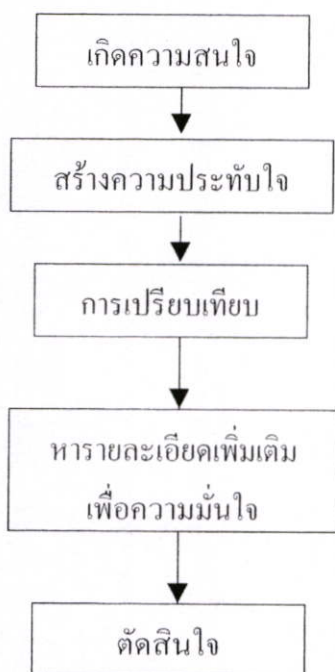 เกิดความสนใจ
สร้างความประทับใจ
การเปรียบเทียบ
หารายละเอียดเพิ่มเติม
เพื่อความมั่นใจ
ตัดสินใจ